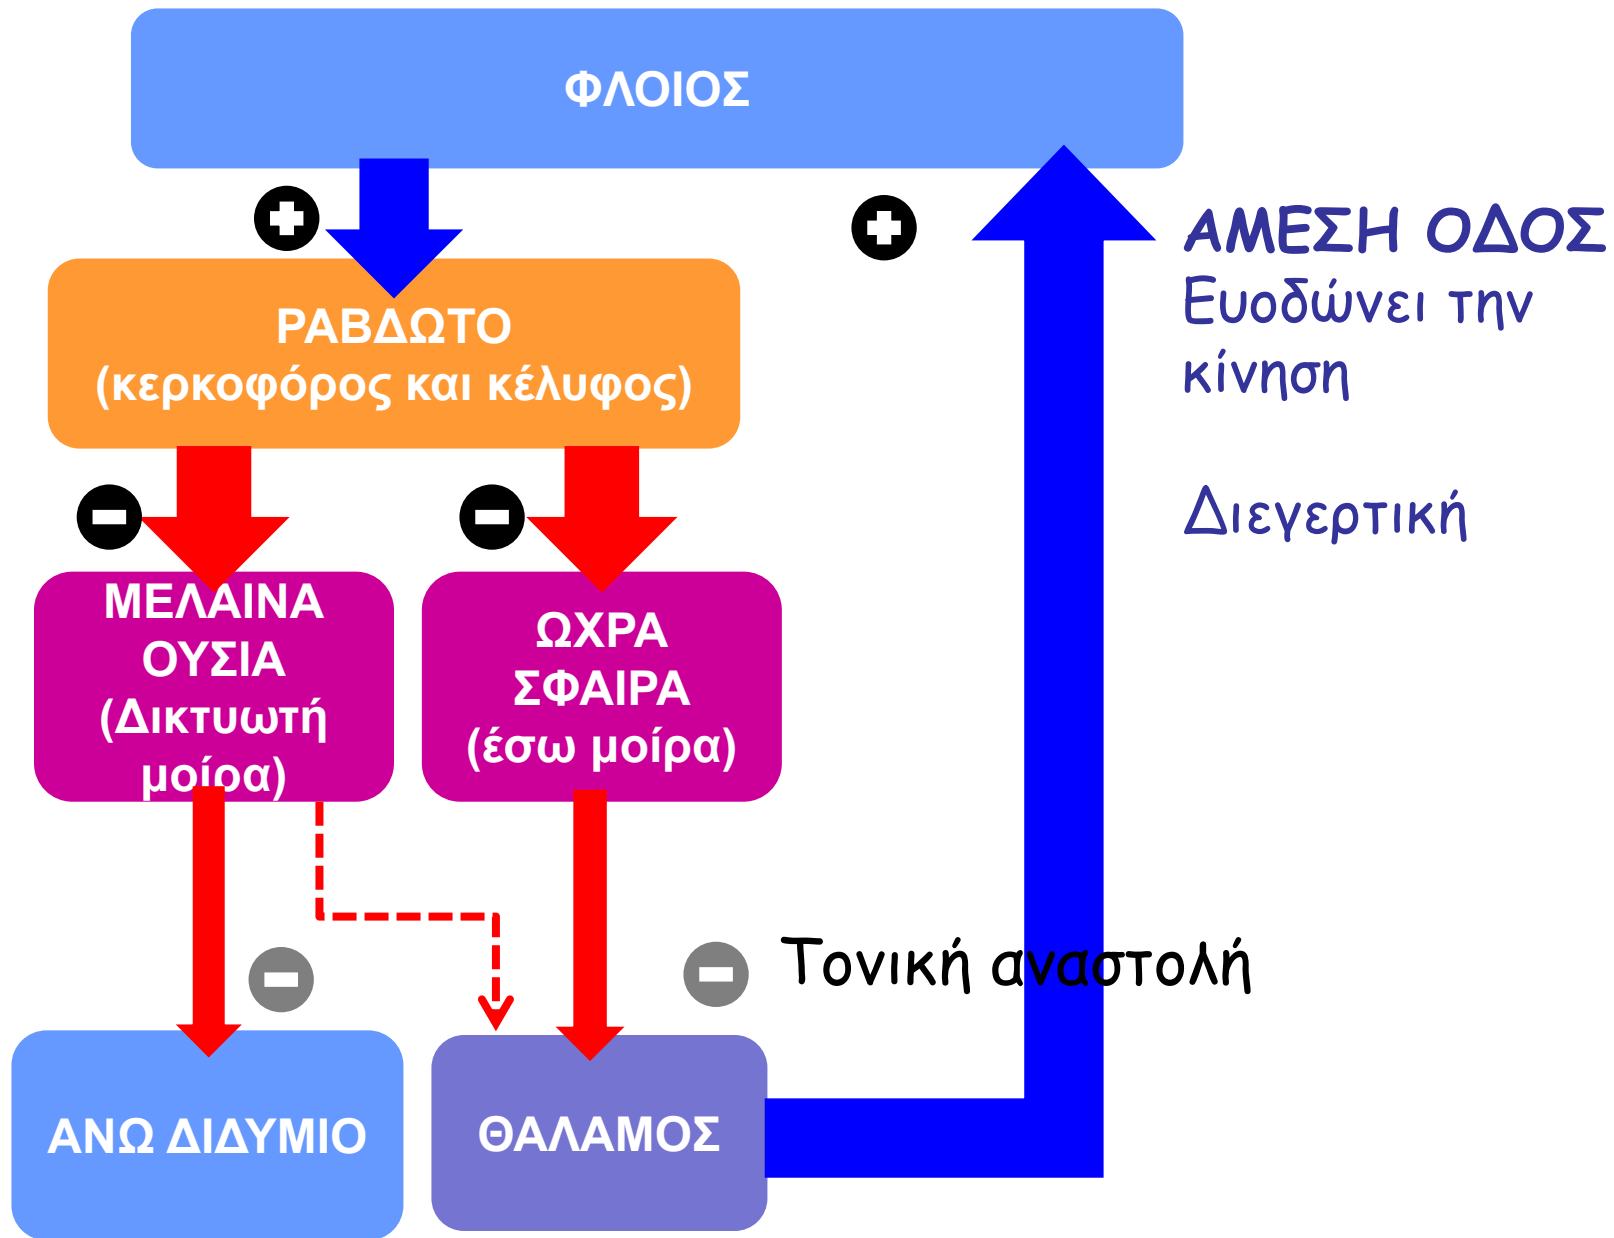 ΦΛΟΙΟΣ
ΑΜΕΣΗ ΟΔΟΣ
Ευοδώνει την
κίνηση
Διεγερτική
ΡΑΒΔΩΤΟ
(κερκοφόρος και κέλυφος)
ΜΕΛΑΙΝΑ
ΟΥΣΙΑ
(Δικτυωτή
μοίρα)
ΩΧΡΑ
ΣΦΑΙΡΑ
(έσω μοίρα)
Τονική αναστολή
ΑΝΩ ΔΙΔΥΜΙΟ
ΘΑΛΑΜΟΣ